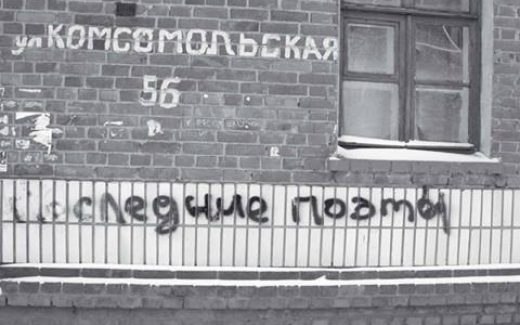 ул КОМСОМОЛЬСКАЯ
56
Последние поэты